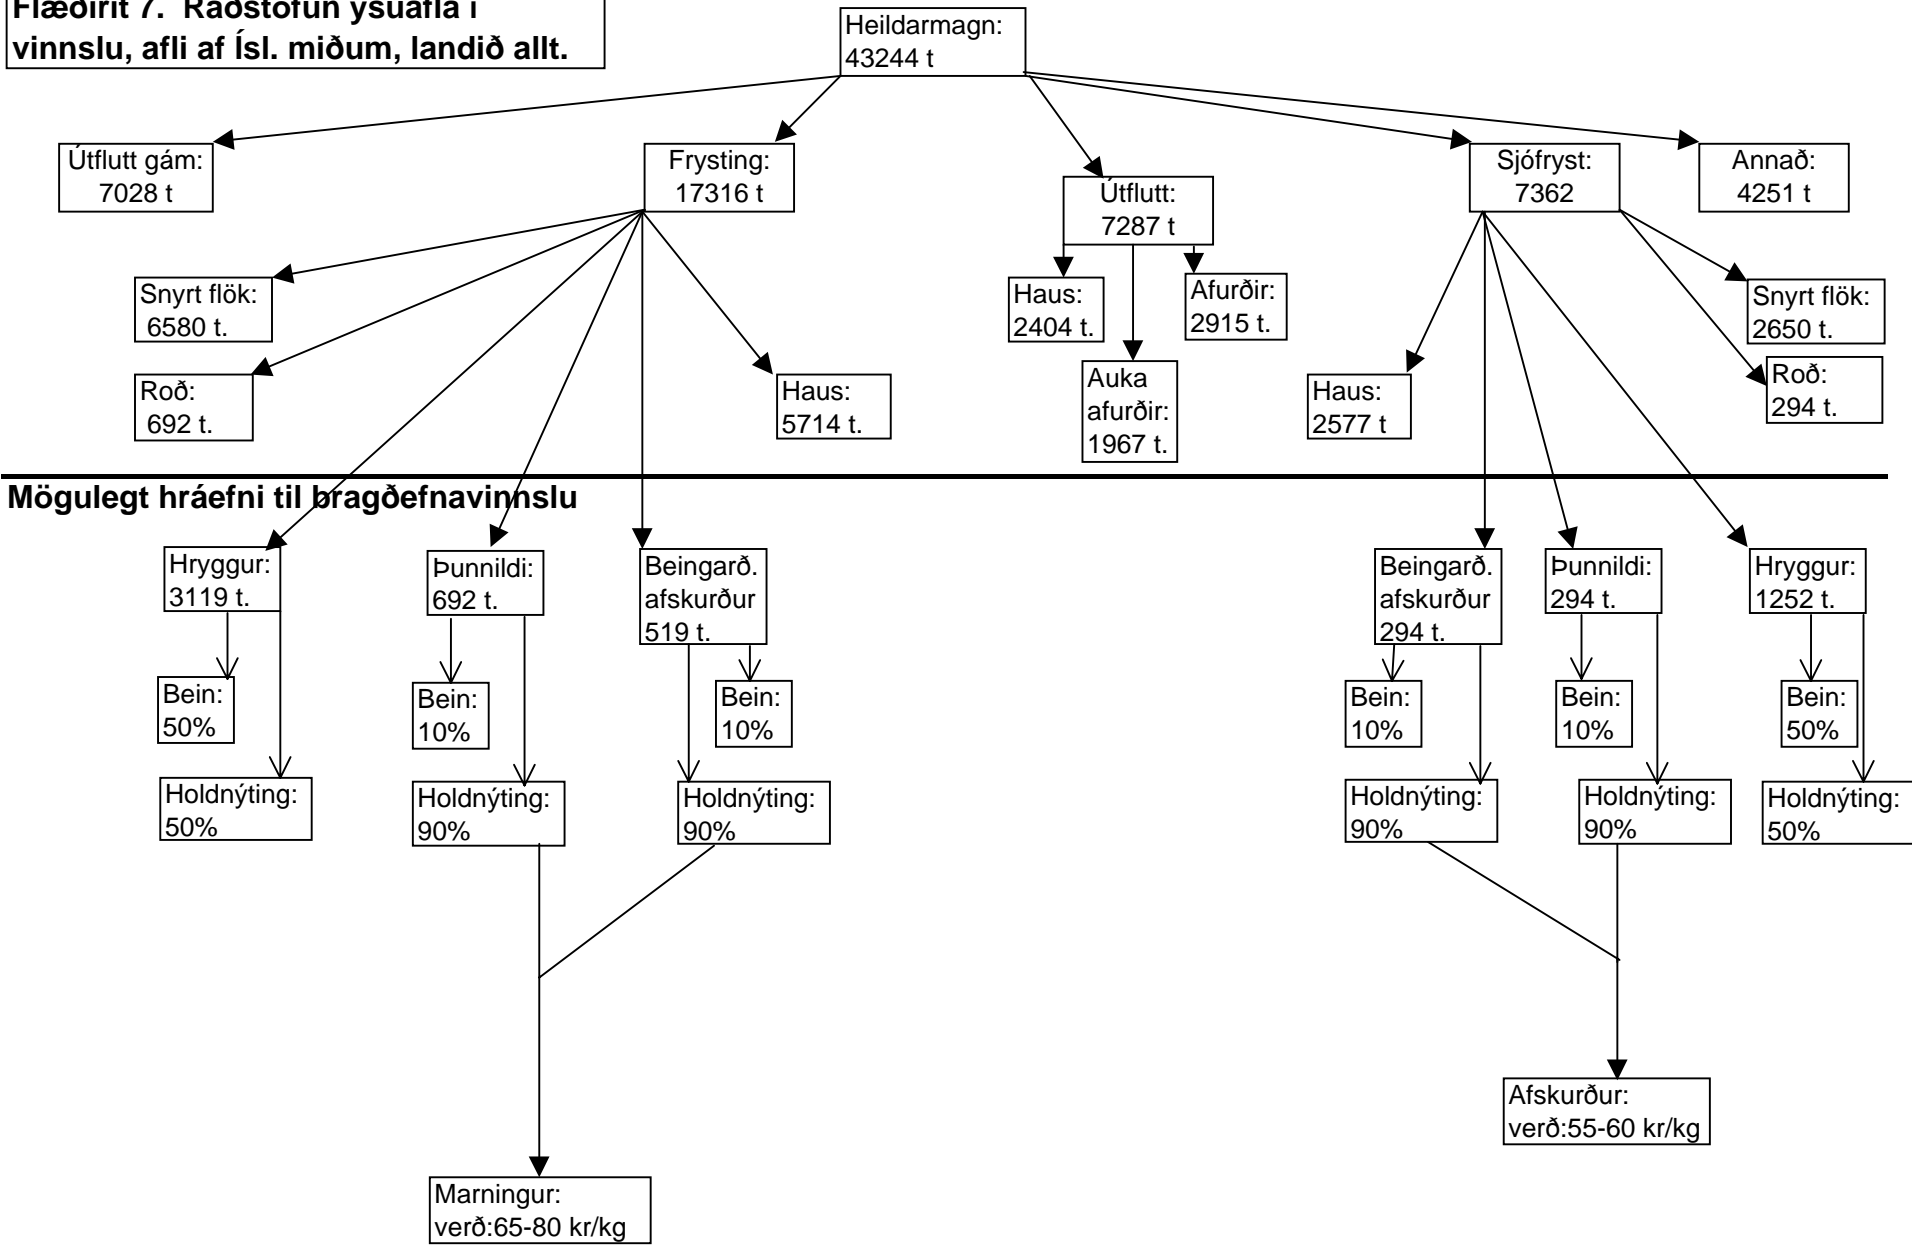 Flæðirit 7. Ráðstöfun ýsuafla í
vinnslu, afli af Ísl. miðum, landið allt.
Heildarmagn:
43244 t
Útflutt gám:
7028 t
Frysting:
17316 t
Útflutt:
7287 t
Sjófryst:
7362
Annað:
4251 t
Snyrt flök:
6580 t.
Roð:
692 t.
Haus:
5714 t.
Haus:
2404 t.
Auka
afurðir:
1967 t.
Afurðir:
2915 t.
Haus:
2577 t
Snyrt flök:
2650 t.
Roð:
294 t.
Mögulegt hráefni til bragðefnavinnslu
Hryggur:
3119 t.
Þunnildi:
692 t.
Beingarð.
afskurður
519 t.
Beingarð.
afskurður
294 t.
Þunnildi:
294 t.
Hryggur:
1252 t.
Bein:
50%
Bein:
10%
Bein:
10%
Bein:
10%
Bein:
10%
Bein:
50%
Holdnýting:
50%
Holdnýting:
90%
Holdnýting:
90%
Holdnýting:
90%
Holdnýting:
90%
Holdnýting:
50%
Afskurður:
verð:55-60 kr/kg
Marningur:
verð:65-80 kr/kg